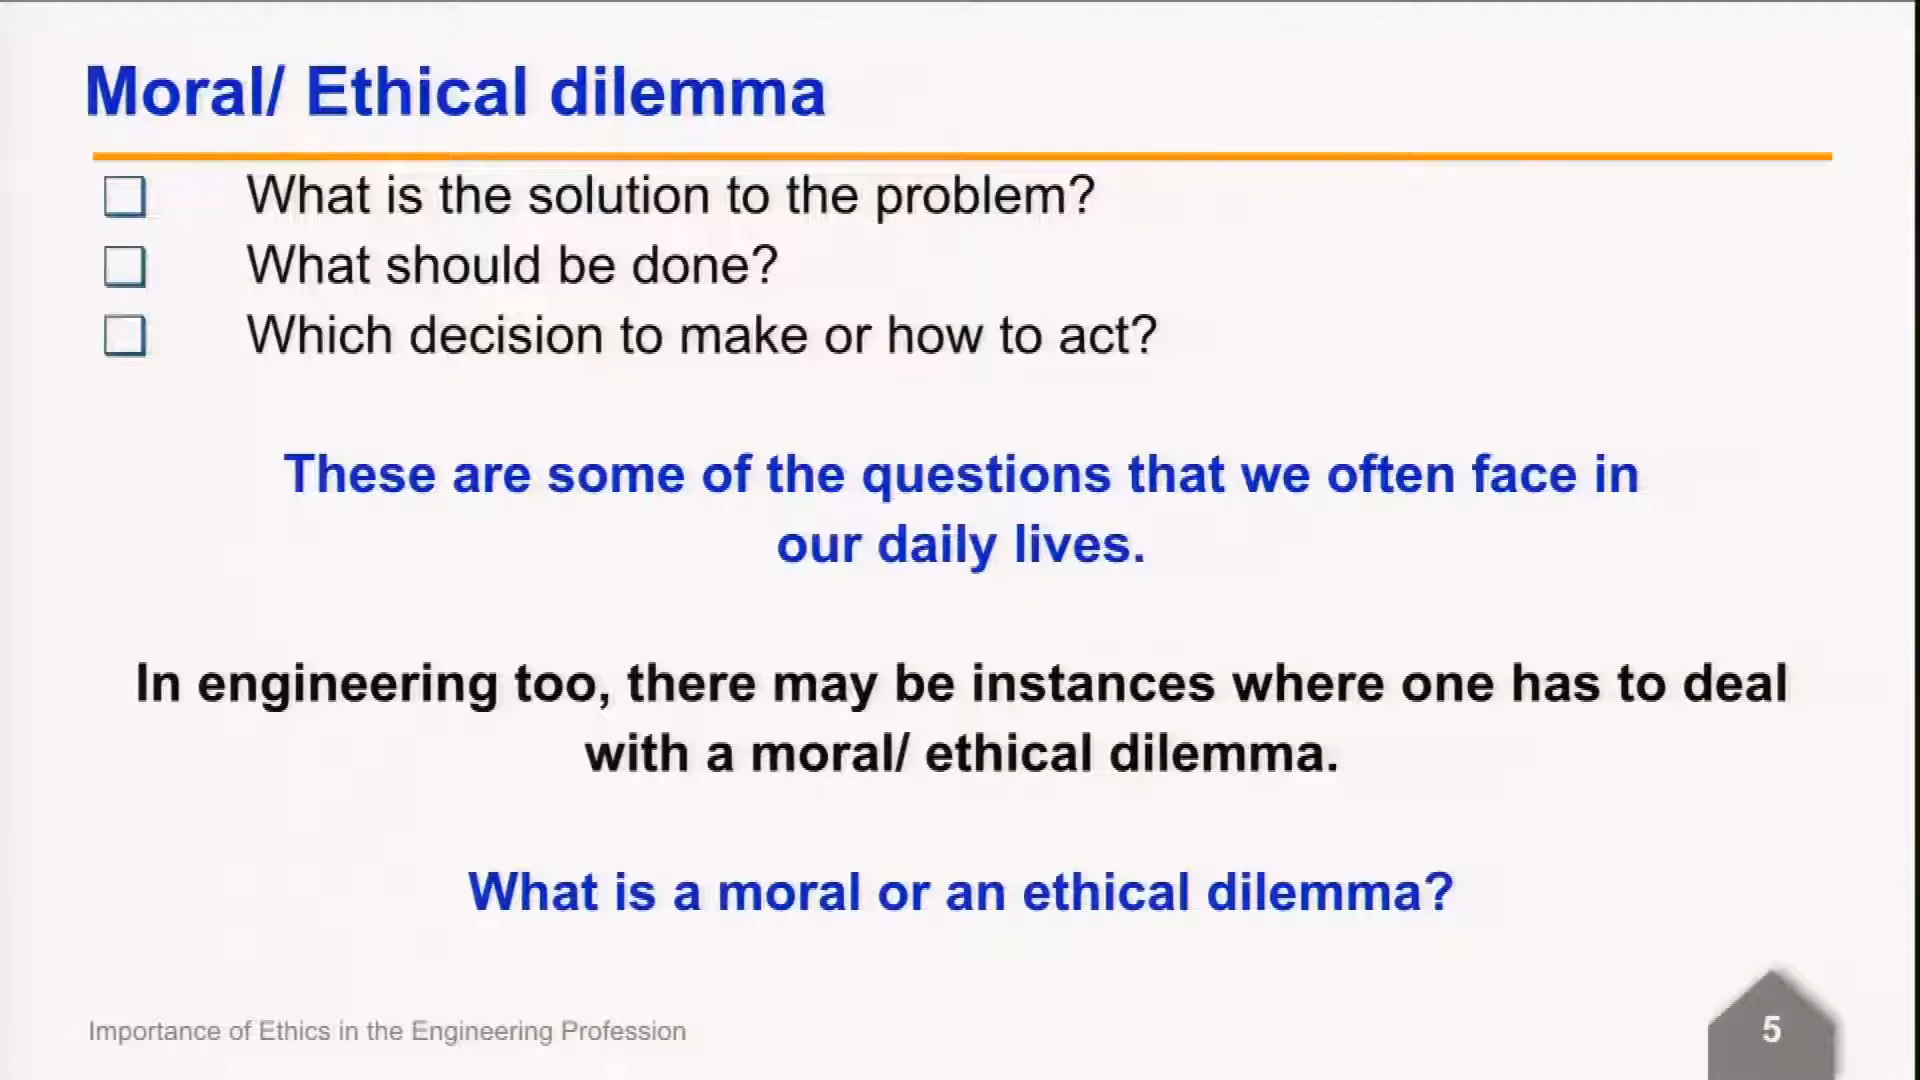 Moral/ Ethical dilemma
What is the solution to the problem?
What should be done?
Which decision to make or how to act?
These are some of the questions that we often face in
our daily lives.
In engineering too, there may be instances where one has to deal
with a moral/ ethical dilemma.
What is a moral or an ethical dilemma?
Importance of Ethics in the Engineering Profession
5